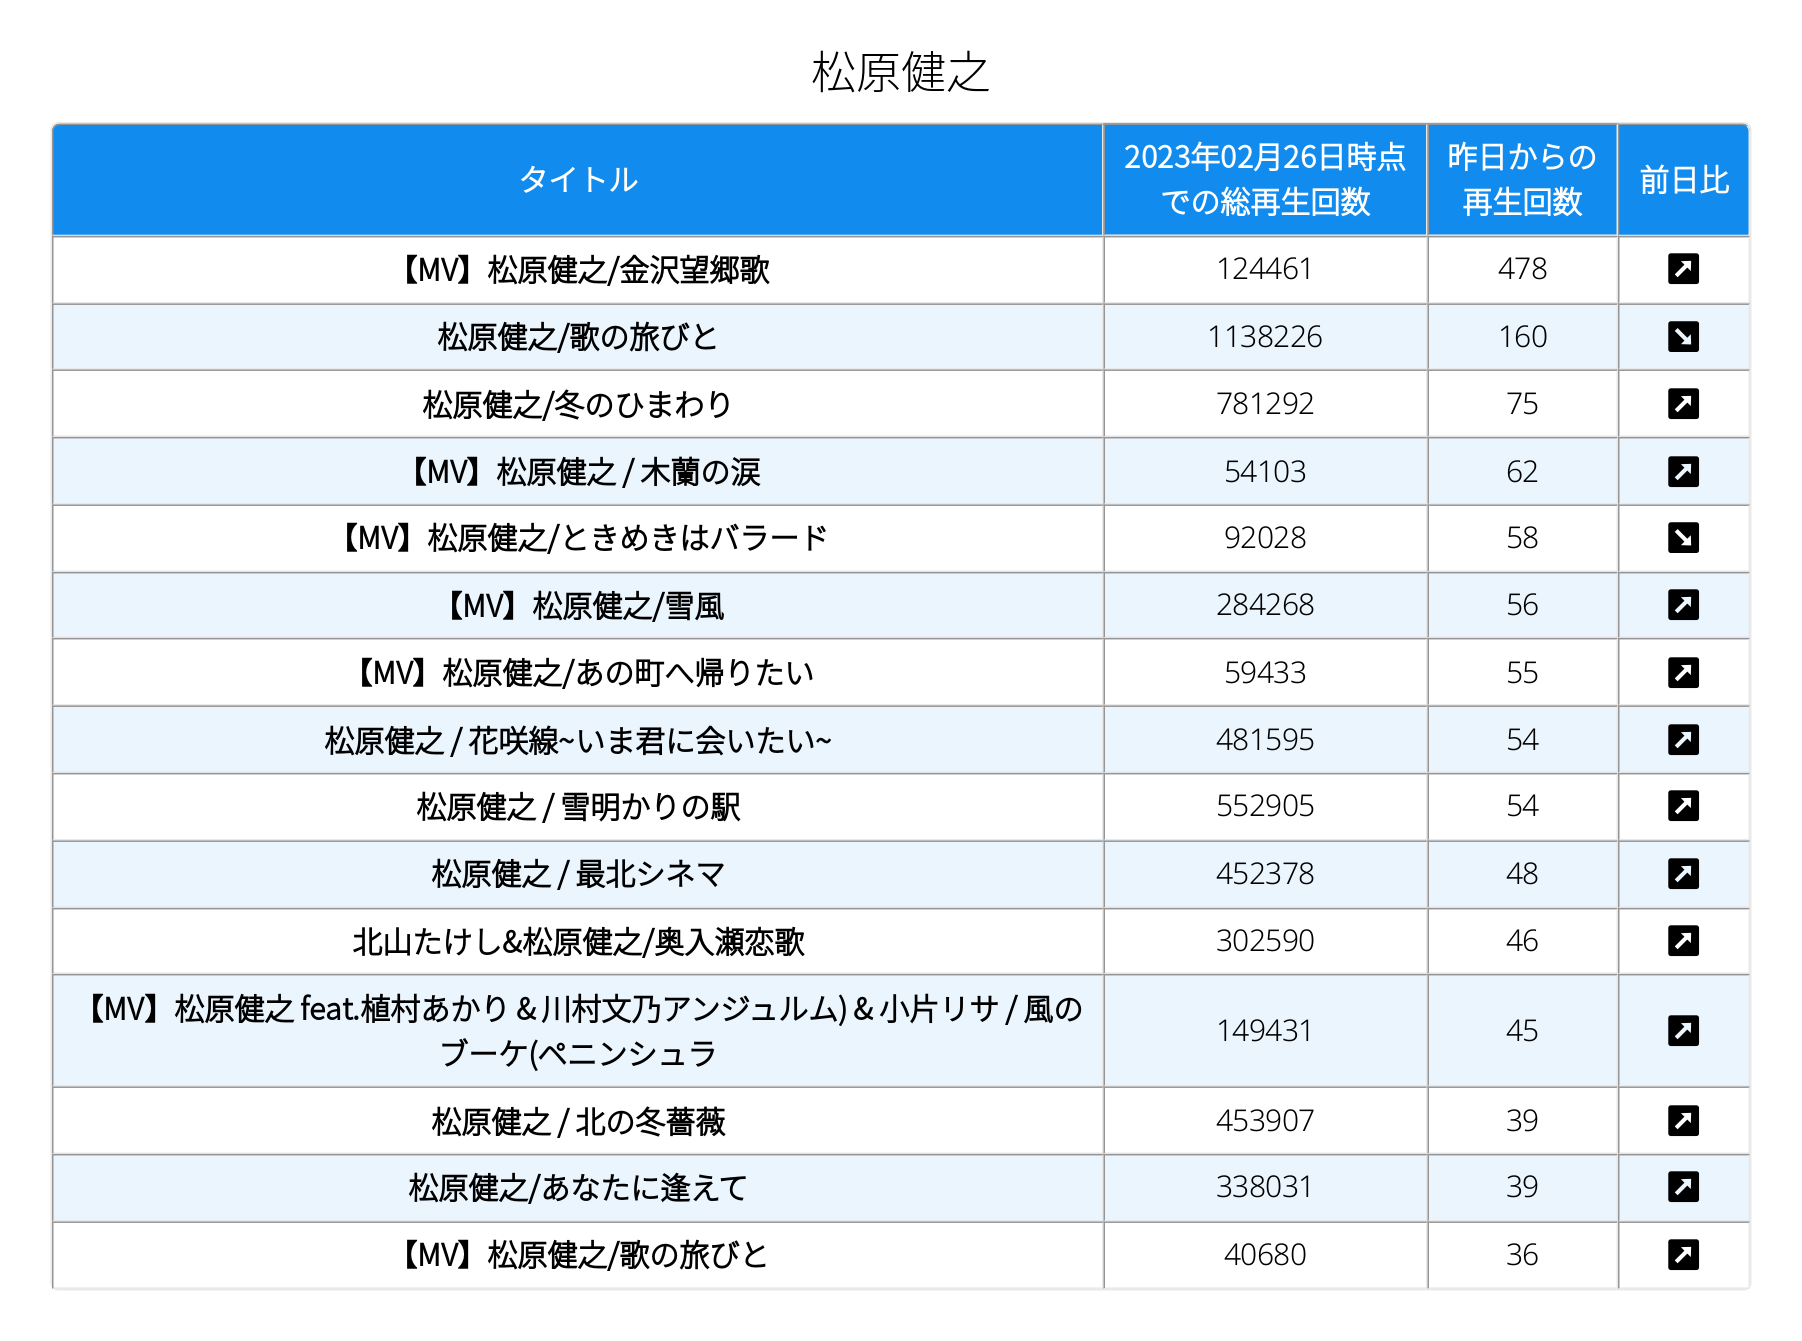 松原健之
タイトル
2023年02月26日時点
での総再生回数
昨日からの
再生回数
前日比
【MV】松原健之/金沢望郷歌 124461 478
松原健之/歌の旅びと 1138226 160
松原健之/冬のひまわり 781292 75
【MV】松原健之 / 木蘭の涙 54103 62
【MV】松原健之/ときめきはバラード 92028 58
【MV】松原健之/雪風 284268 56
【MV】松原健之/あの町へ帰りたい 59433 55
松原健之 / 花咲線~いま君に会いたい~ 481595 54
松原健之 / 雪明かりの駅 552905 54
松原健之 / 最北シネマ 452378 48
北山たけし&松原健之/奥入瀬恋歌 302590 46
【MV】松原健之 feat.植村あかり & 川村文乃アンジュルム) & 小片リサ / 風の
ブーケ(ペニンシュラ 149431 45
松原健之 / 北の冬薔薇 453907 39
松原健之/あなたに逢えて 338031 39
【MV】松原健之/歌の旅びと 40680 36